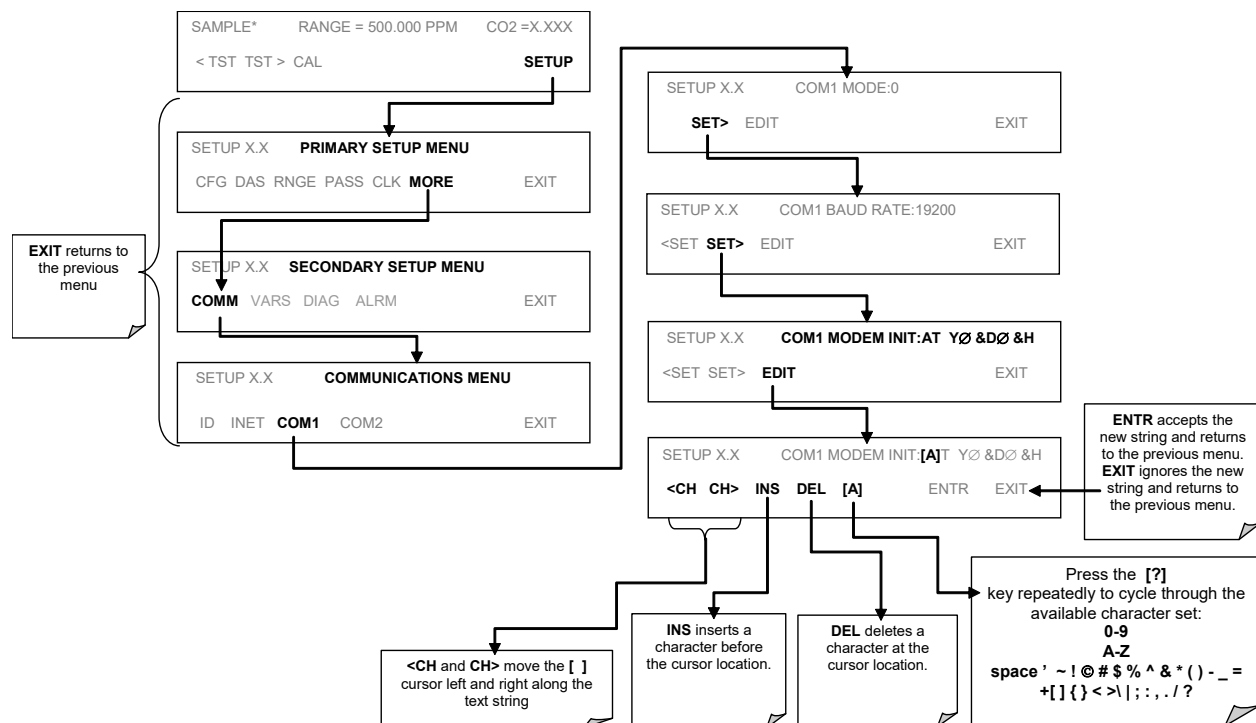 SAMPLE* RANGE = 500.000 PPM CO2 =X.XXX
< TST TST > CAL SETUP
SETUP X.X PRIMARY SETUP MENU
CFG DAS RNGE PASS CLK MORE EXIT
EXIT returns to
the previous
menu
SETUP X.X SECONDARY SETUP MENU
COMM VARS DIAG ALRM EXIT
SETUP X.X COMMUNICATIONS MENU
ID INET COM1 COM2 EXIT
SETUP X.X COM1 MODE:0
SET> EDIT EXIT
SETUP X.X COM1 BAUD RATE:19200
<SET SET> EDIT EXIT
SETUP X.X COM1 MODEM INIT:AT Y∅ &D∅ &H
<SET SET> EDIT EXIT
SETUP X.X COM1 MODEM INIT:[A]T Y∅ &D∅ &H
<CH CH> INS DEL [A] ENTR EXIT
ENTR accepts the
new string and returns
to the previous menu.
EXIT ignores the new
string and returns to
the previous menu.
<CH and CH> move the [ ]
cursor left and right along the
text string
INS inserts a
character before
the cursor location.
DEL deletes a
character at the
cursor location.
Press the [?]
key repeatedly to cycle through the
available character set:
0-9
A-Z
space ' ~ ! © # $ % ^ & * ( ) - _ =
+[ ] { } < >\ | ; : , . / ?